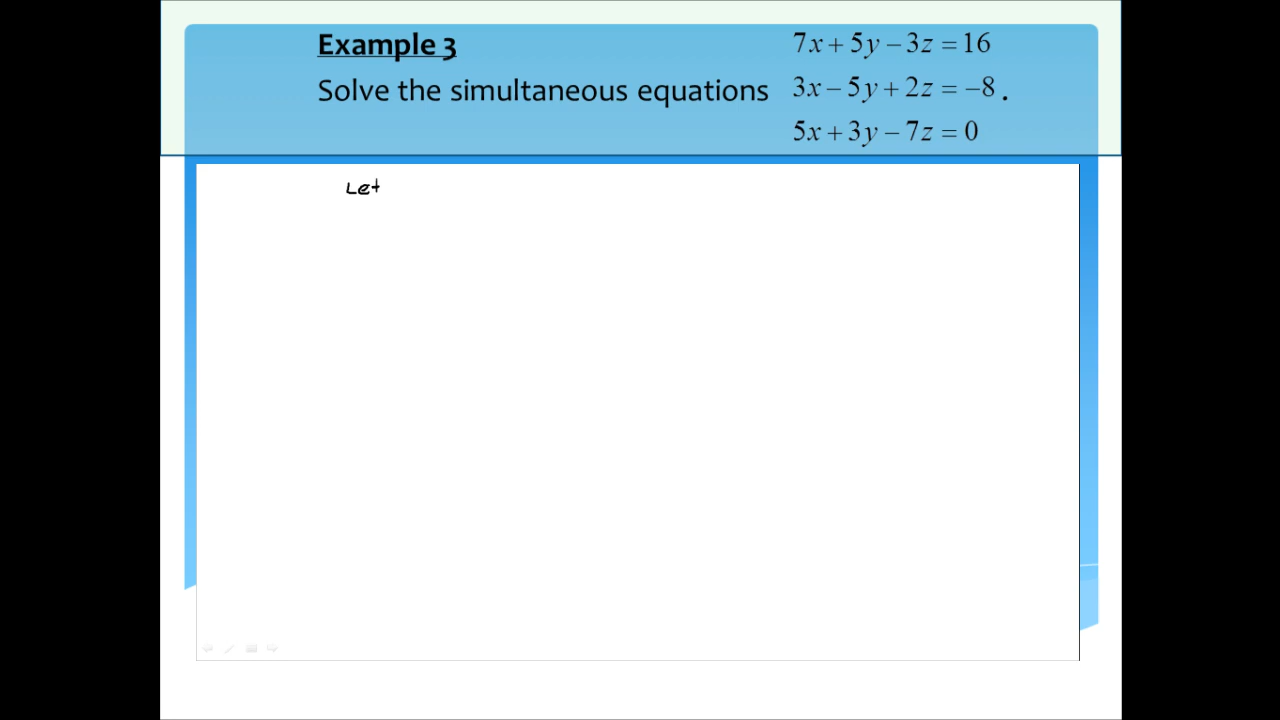 Example 3
Solve the simultaneous equations
7x + 5y − 3z = 16
3x − 5y + 2z = −8 .
5x + 3y − 7z = 0
Let